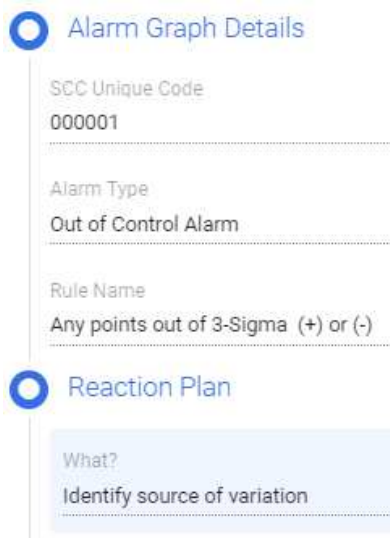 Alarm Graph Details
SCC Unique Code
000001
Alarm Type
Out of Control Alarm
Rule Name
Any points out of 3-Sigma (+) or (-)
Reaction Plan
What?
Identify source of variation